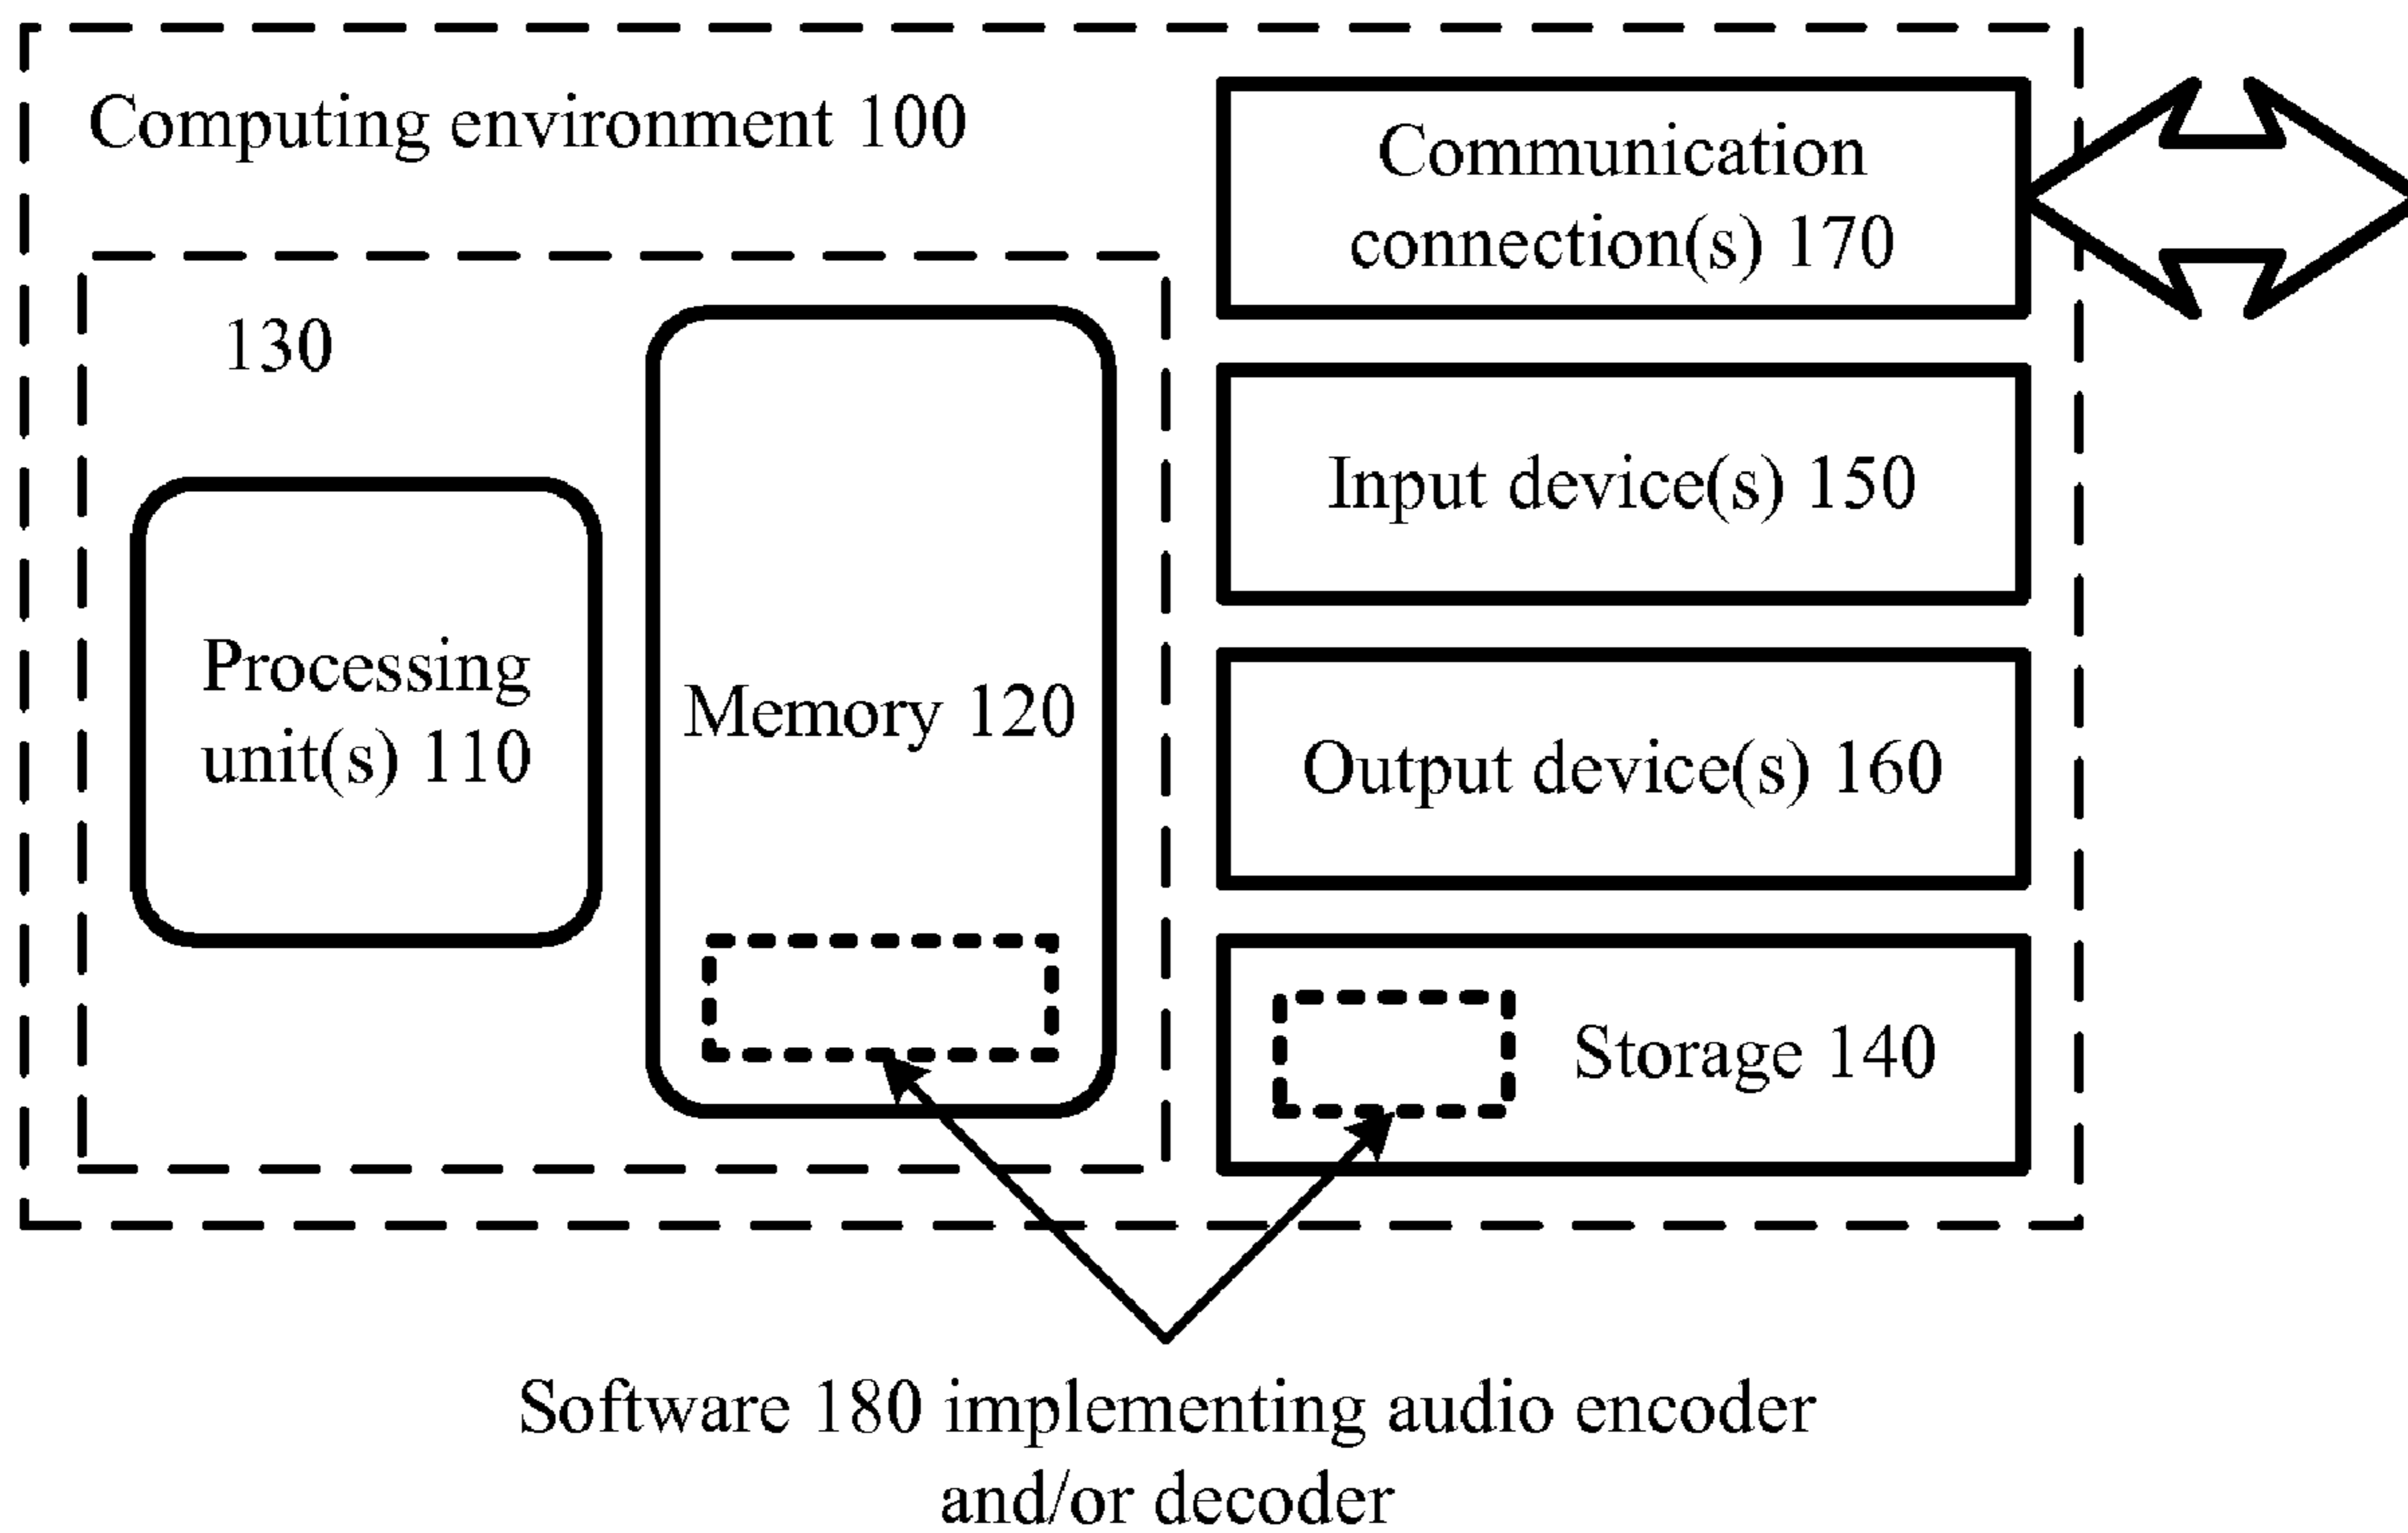 Computing environment 100
Communication
connection(s) 170
130
Input device(s) 150
Processing
unit(s) 110
Memory 120
Output device(s) 160
Storage 140
Software 180 implementing audio encoder
and/or decoder